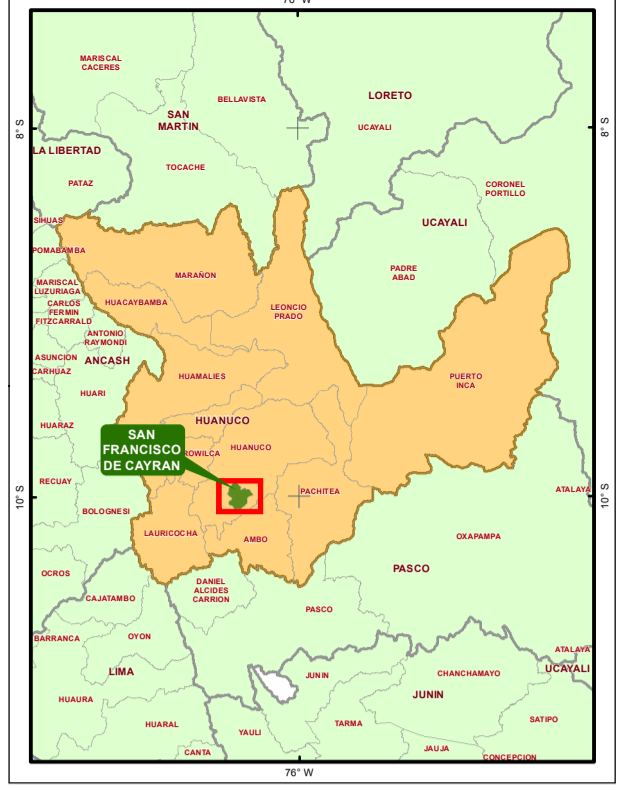 76° W
MARISCAL
CACERES
BELLAVISTA
LORETO
SAN
MARTIN
UCAYALI
8° S
8° S
LA LIBERTAD
TOCACHE
PATAZ
CORONEL
PORTILLO
SIHUAS
UCAYALI
POMABAMBA
PADRE
ABAD
MARAÑON
MARISCAL
LUZURIAGA
HUACAYBAMBA
LEONCIO
PRADO
CARLOS
FERMIN
FITZCARRALD
ANTONIO
RAYMONDI
ASUNCION
ANCASH
CARHUAZ
HUAMALIES
PUERTO
INCA
HUARI
HUANUCO
HUARAZ
SAN
FRANCISCO
DE CAYRAN
ROWILCA
HUANUCO
RECUAY
PACHITEA
ATALAYA
10° S
10° S
BOLOGNESI
LAURICOCHA
AMBO
OXAPAMPA
PASCO
OCROS
DANIEL
ALCIDES
CARRION
CAJATAMBO
PASCO
BARRANCA
OYON
ATALAYA
LIMA
JUNIN
CHANCHAMAYO
UCAYALI
HUAURA
JUNIN
HUARAL
YAULI
TARMA
SATIPO
CANTA
JAUJA
CONCEPCION
76° W